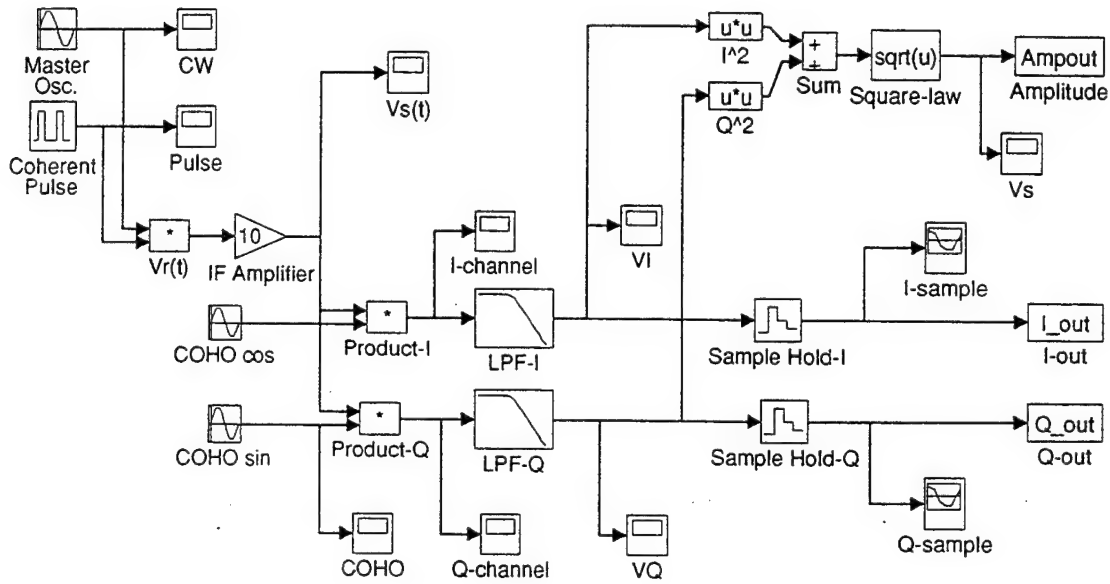 Master
Osc.
CW
Coherent
Pulse
Pulse
*
Vr(t)
10
IF Amplifier
Vs(t)
u*u
I^2
u*u
Q^2
+
+
Sum
sqrt(u)
Square-law
Ampout
Amplitude
Vs
I-channel
VI
I-sample
COHO cos
*
Product-I
LPF-I
Sample Hold-I
I_out
I-out
COHO sin
*
Product-Q
LPF-Q
Sample Hold-Q
Q_out
Q-out
COHO
Q-channel
VQ
Q-sample